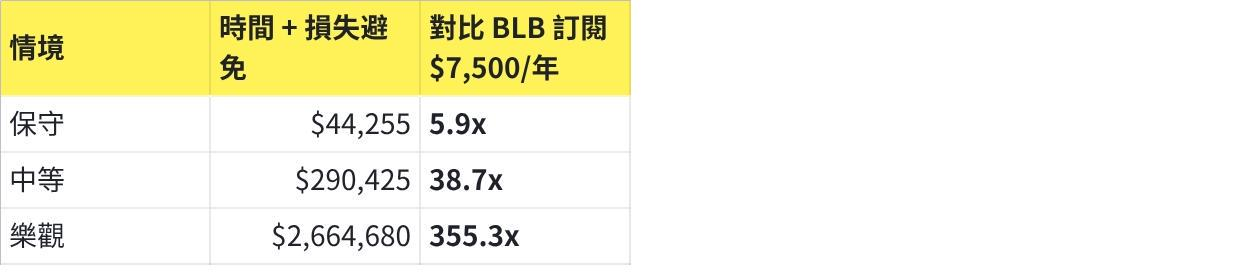 情境
時間 + 損失避
免
對比 BLB 訂閱
$7,500/年
保守
$44,255
5.9x
中等
$290,425
38.7x
樂觀
$2,664,680
355.3x